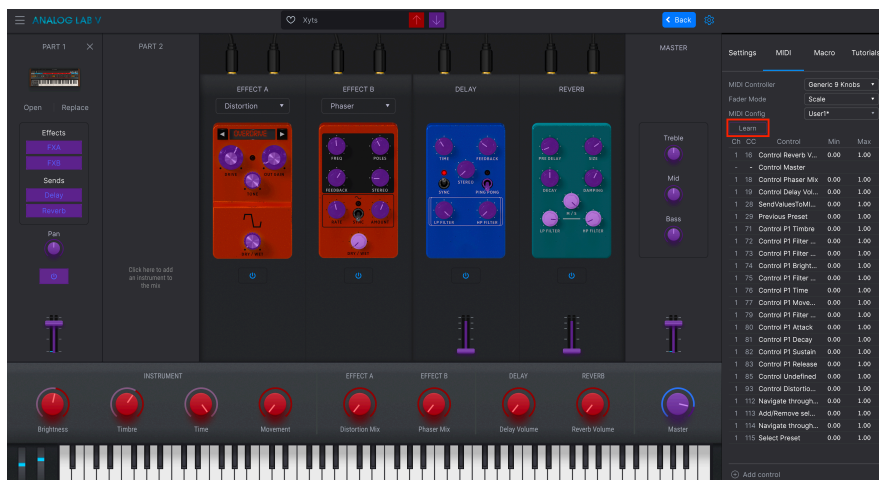 ANALOG LAB V
Xyts
Back
PART 1
PART 2
MASTER
Settings
MIDI
Macro
Tutorials
Open
Replace
Effects
FXA
FXB
Sends
Delay
Reverb
Pan
Click here to add
an instrument to
the mix
EFFECT A
Distortion
EFFECT B
Phaser
DELAY
REVERB
OVERDRIVE
DRIVE
OUT GAIN
TONE
DRY / WET
FREQ
POLES
FEEDBACK
STEREO
RATE
SYNC
AMOUNT
DRY / WET
TIME
FEEDBACK
STEREO
SYNC
PING PONG
LP FILTER
HP FILTER
PRE DELAY
SIZE
DECAY
DAMPING
M / S
LP FILTER
HP FILTER
Treble
Mid
Bass
MIDI Controller
Generic 9 Knobs
Fader Mode
Scale
MIDI Config
User1*
Learn
Ch CC Control Min Max
1 16 Control Reverb V... 0.00 1.00
- - Control Master
1 18 Control Phaser Mix 0.00 1.00
1 19 Control Delay Vol... 0.00 1.00
1 28 SendValuesToMI... 0.00 1.00
1 29 Previous Preset 0.00 1.00
1 71 Control P1 Timbre 0.00 1.00
1 72 Control P1 Filter ... 0.00 1.00
1 73 Control P1 Filter ... 0.00 1.00
1 74 Control P1 Bright... 0.00 1.00
1 75 Control P1 Filter ... 0.00 1.00
1 76 Control P1 Time 0.00 1.00
1 77 Control P1 Move... 0.00 1.00
1 79 Control P1 Filter ... 0.00 1.00
1 80 Control P1 Attack 0.00 1.00
1 81 Control P1 Decay 0.00 1.00
1 82 Control P1 Sustain 0.00 1.00
1 83 Control P1 Release 0.00 1.00
1 85 Control Undefined 0.00 1.00
1 93 Control Distortio... 0.00 1.00
1 112 Navigate through... 0.00 1.00
1 113 Add/Remove sel... 0.00 1.00
1 114 Navigate through... 0.00 1.00
1 115 Select Preset 0.00 1.00
Add control
INSTRUMENT
EFFECT A
EFFECT B
DELAY
REVERB
Brightness
Timbre
Time
Movement
Distortion Mix
Phaser Mix
Delay Volume
Reverb Volume
Master